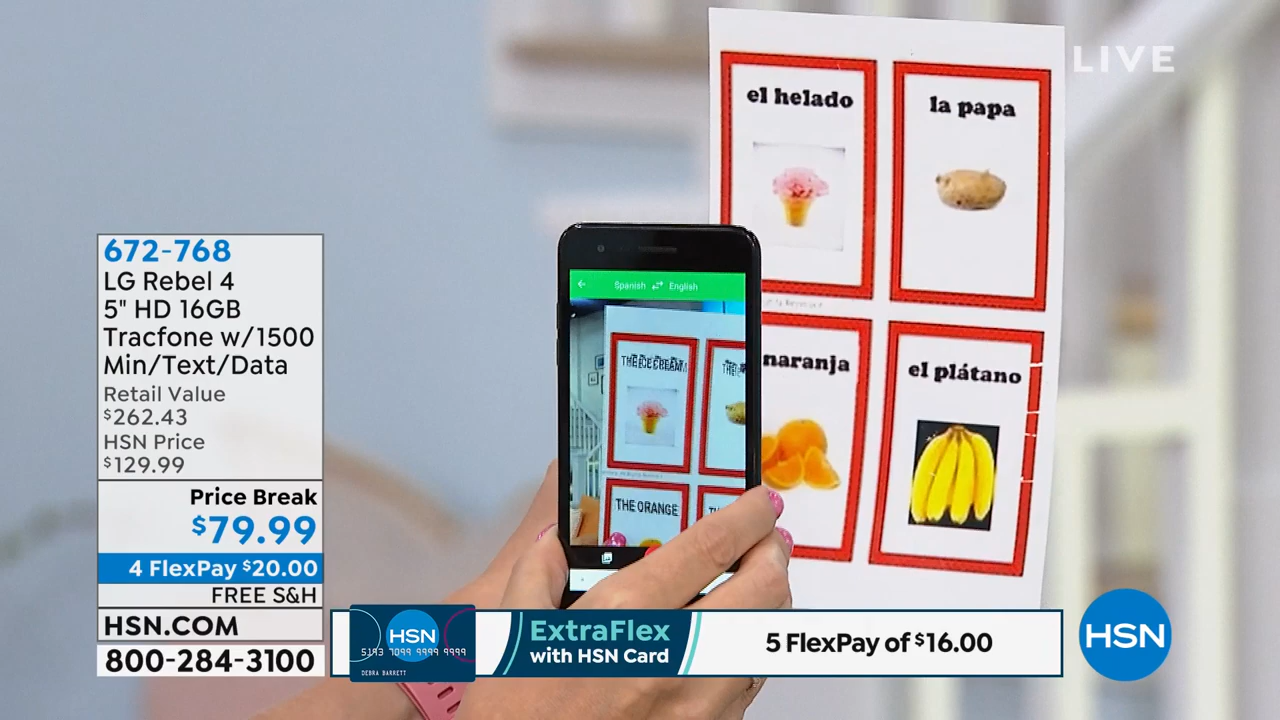 LIVE
el helado
la papa
naranja
el plátano
Spanish English
THE ICE CREAM
THE ORANGE
672-768
LG Rebel 4
5" HD 16GB
Tracfone w/1500
Min/Text/Data
Retail Value
$262.43
HSN Price
$129.99
Price Break
$79.99
4 FlexPay $20.00
FREE S&H
HSN.COM
800-284-3100
HSN
5193 7099 9999 9999
DEBRA BARRETT
ExtraFlex
with HSN Card
5 FlexPay of $16.00
HSN